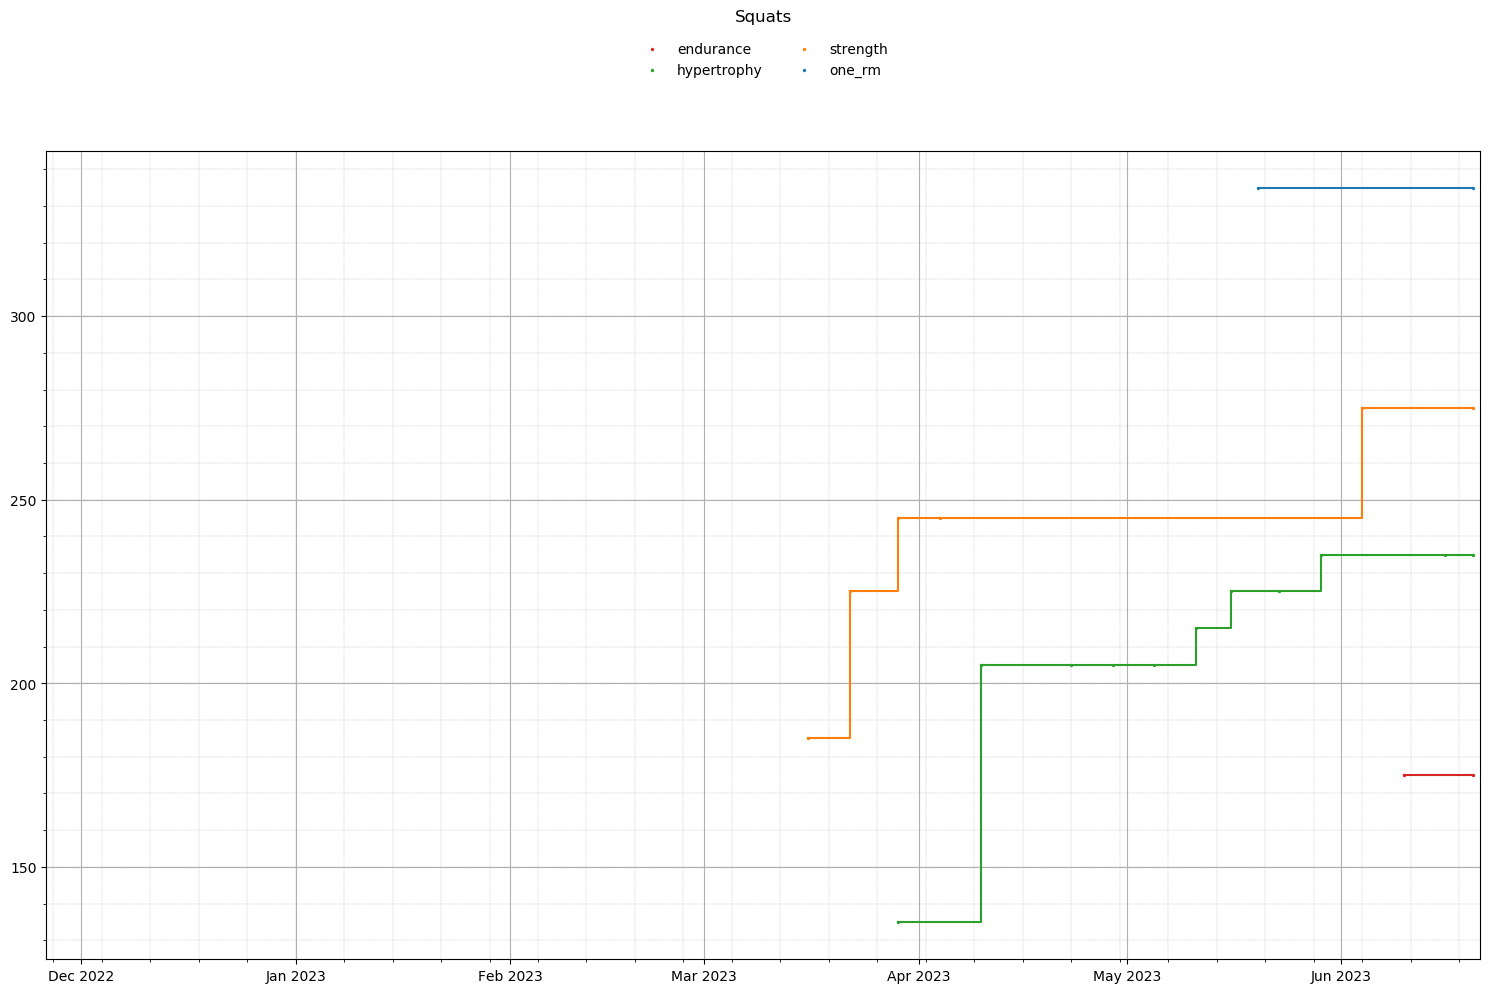 Squats
endurance strength
hypertrophy one_rm
300
250
200
150
Dec 2022 Jan 2023 Feb 2023 Mar 2023 Apr 2023 May 2023 Jun 2023